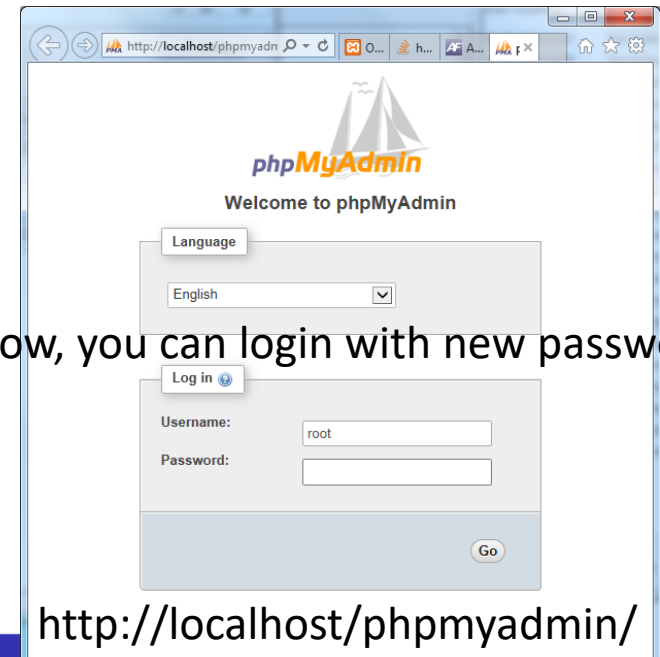 http://localhost/phpmyadn
O...
h...
A...
phpMyAdmin
Welcome to phpMyAdmin
Language
English
ow, you can login with new passw
Log in
Username:
root
Password:
Go
http://localhost/phpmyadmin/